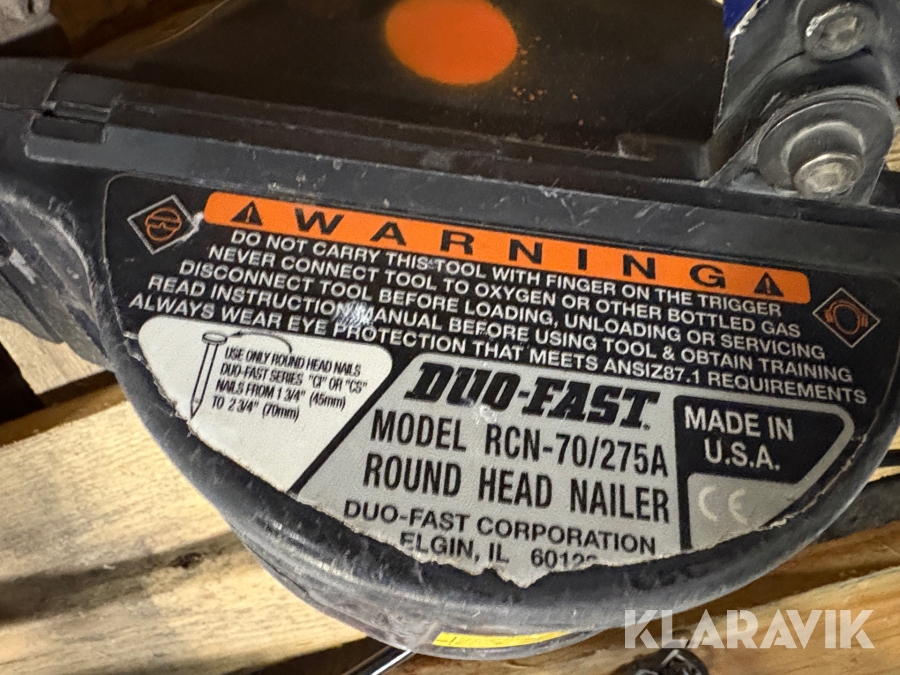 WARNING
DO NOT CARRY THIS TOOL WITH FINGER ON THE TRIGGER
NEVER CONNECT TOOL TO OXYGEN OR OTHER BOTTLED GAS
DISCONNECT TOOL BEFORE LOADING, UNLOADING OR SERVICING
READ INSTRUCTION MANUAL BEFORE USING TOOL & OBTAIN TRAINING
ALWAYS WEAR EYE PROTECTION THAT MEETS ANSIZ87.1 REQUIREMENTS
USE ONLY ROUND HEAD NAILS
DUO-FAST SERIES "CI" OR "CS"
NAILS FROM 1 3/4" (45mm)
TO 2 3/4" (70mm)
DUO-FAST
MODEL RCN-70/275A
ROUND HEAD NAILER
DUO-FAST CORPORATION
ELGIN, IL
MADE IN
U.S.A.
CE
KLARAVIK